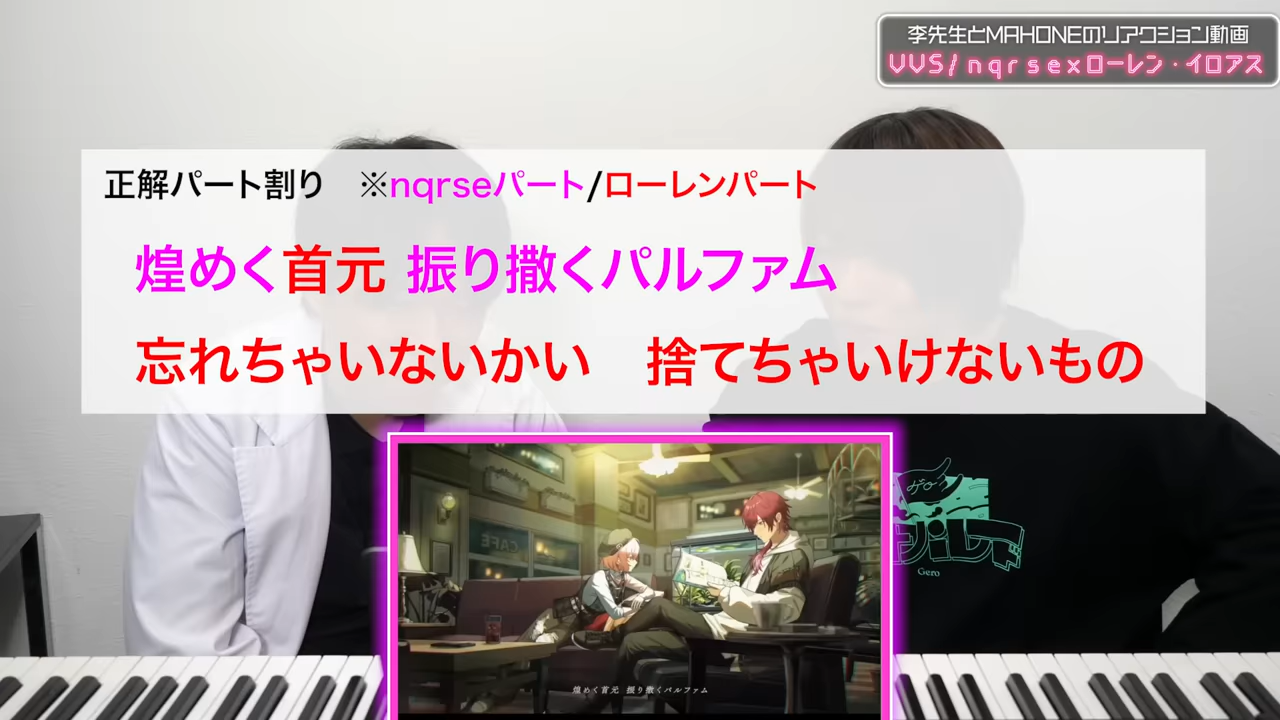 李先生とMAHONEのリアクション動画
VVS/nqrse×ローレン・イロアス
正解パート割り ※nqrseパート/ローレンパート
煌めく首元 振り撒くパルファム
忘れちゃいないかい 捨てちゃいけないもの
CAFE
Gero
煌めく首元 振り撒くパルファム